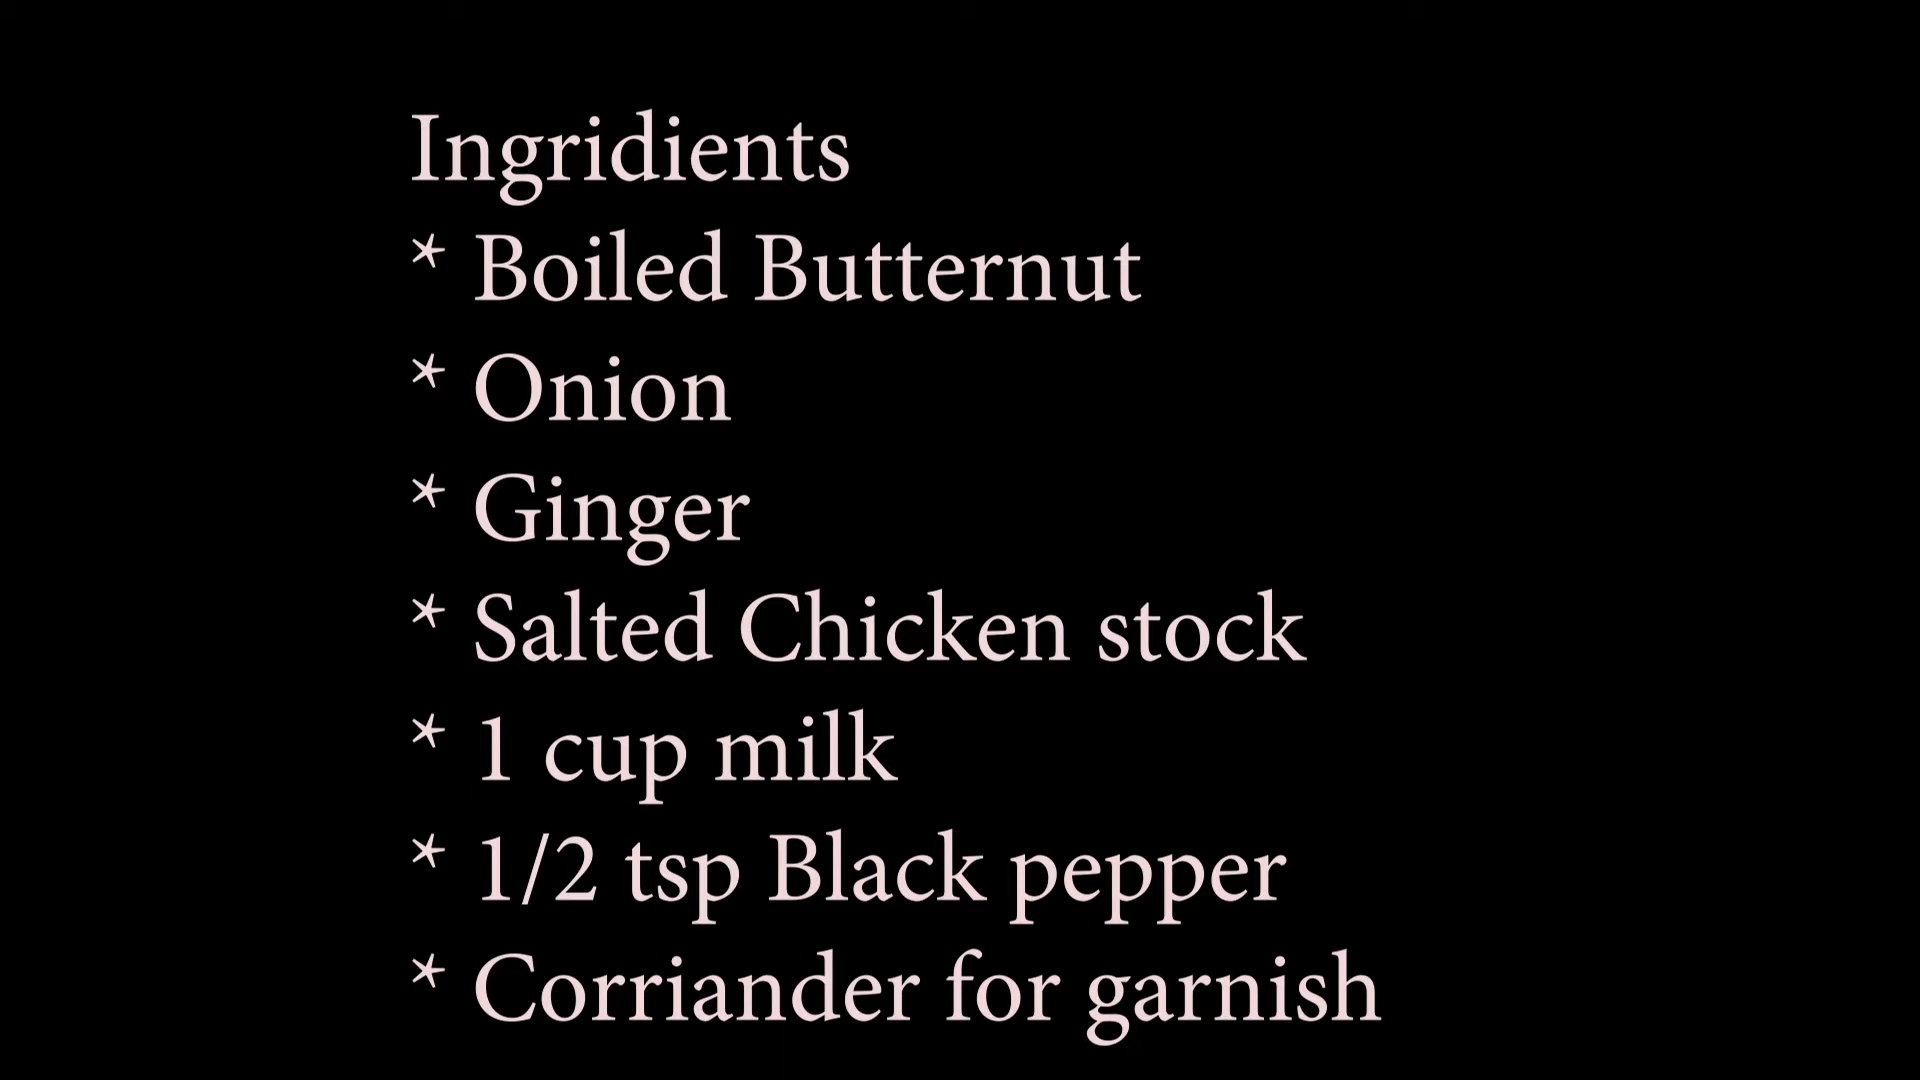 Ingridients
* Boiled Butternut
* Onion
* Ginger
* Salted Chicken stock
* 1 cup milk
* 1/2 tsp Black pepper
* Corriander for garnish